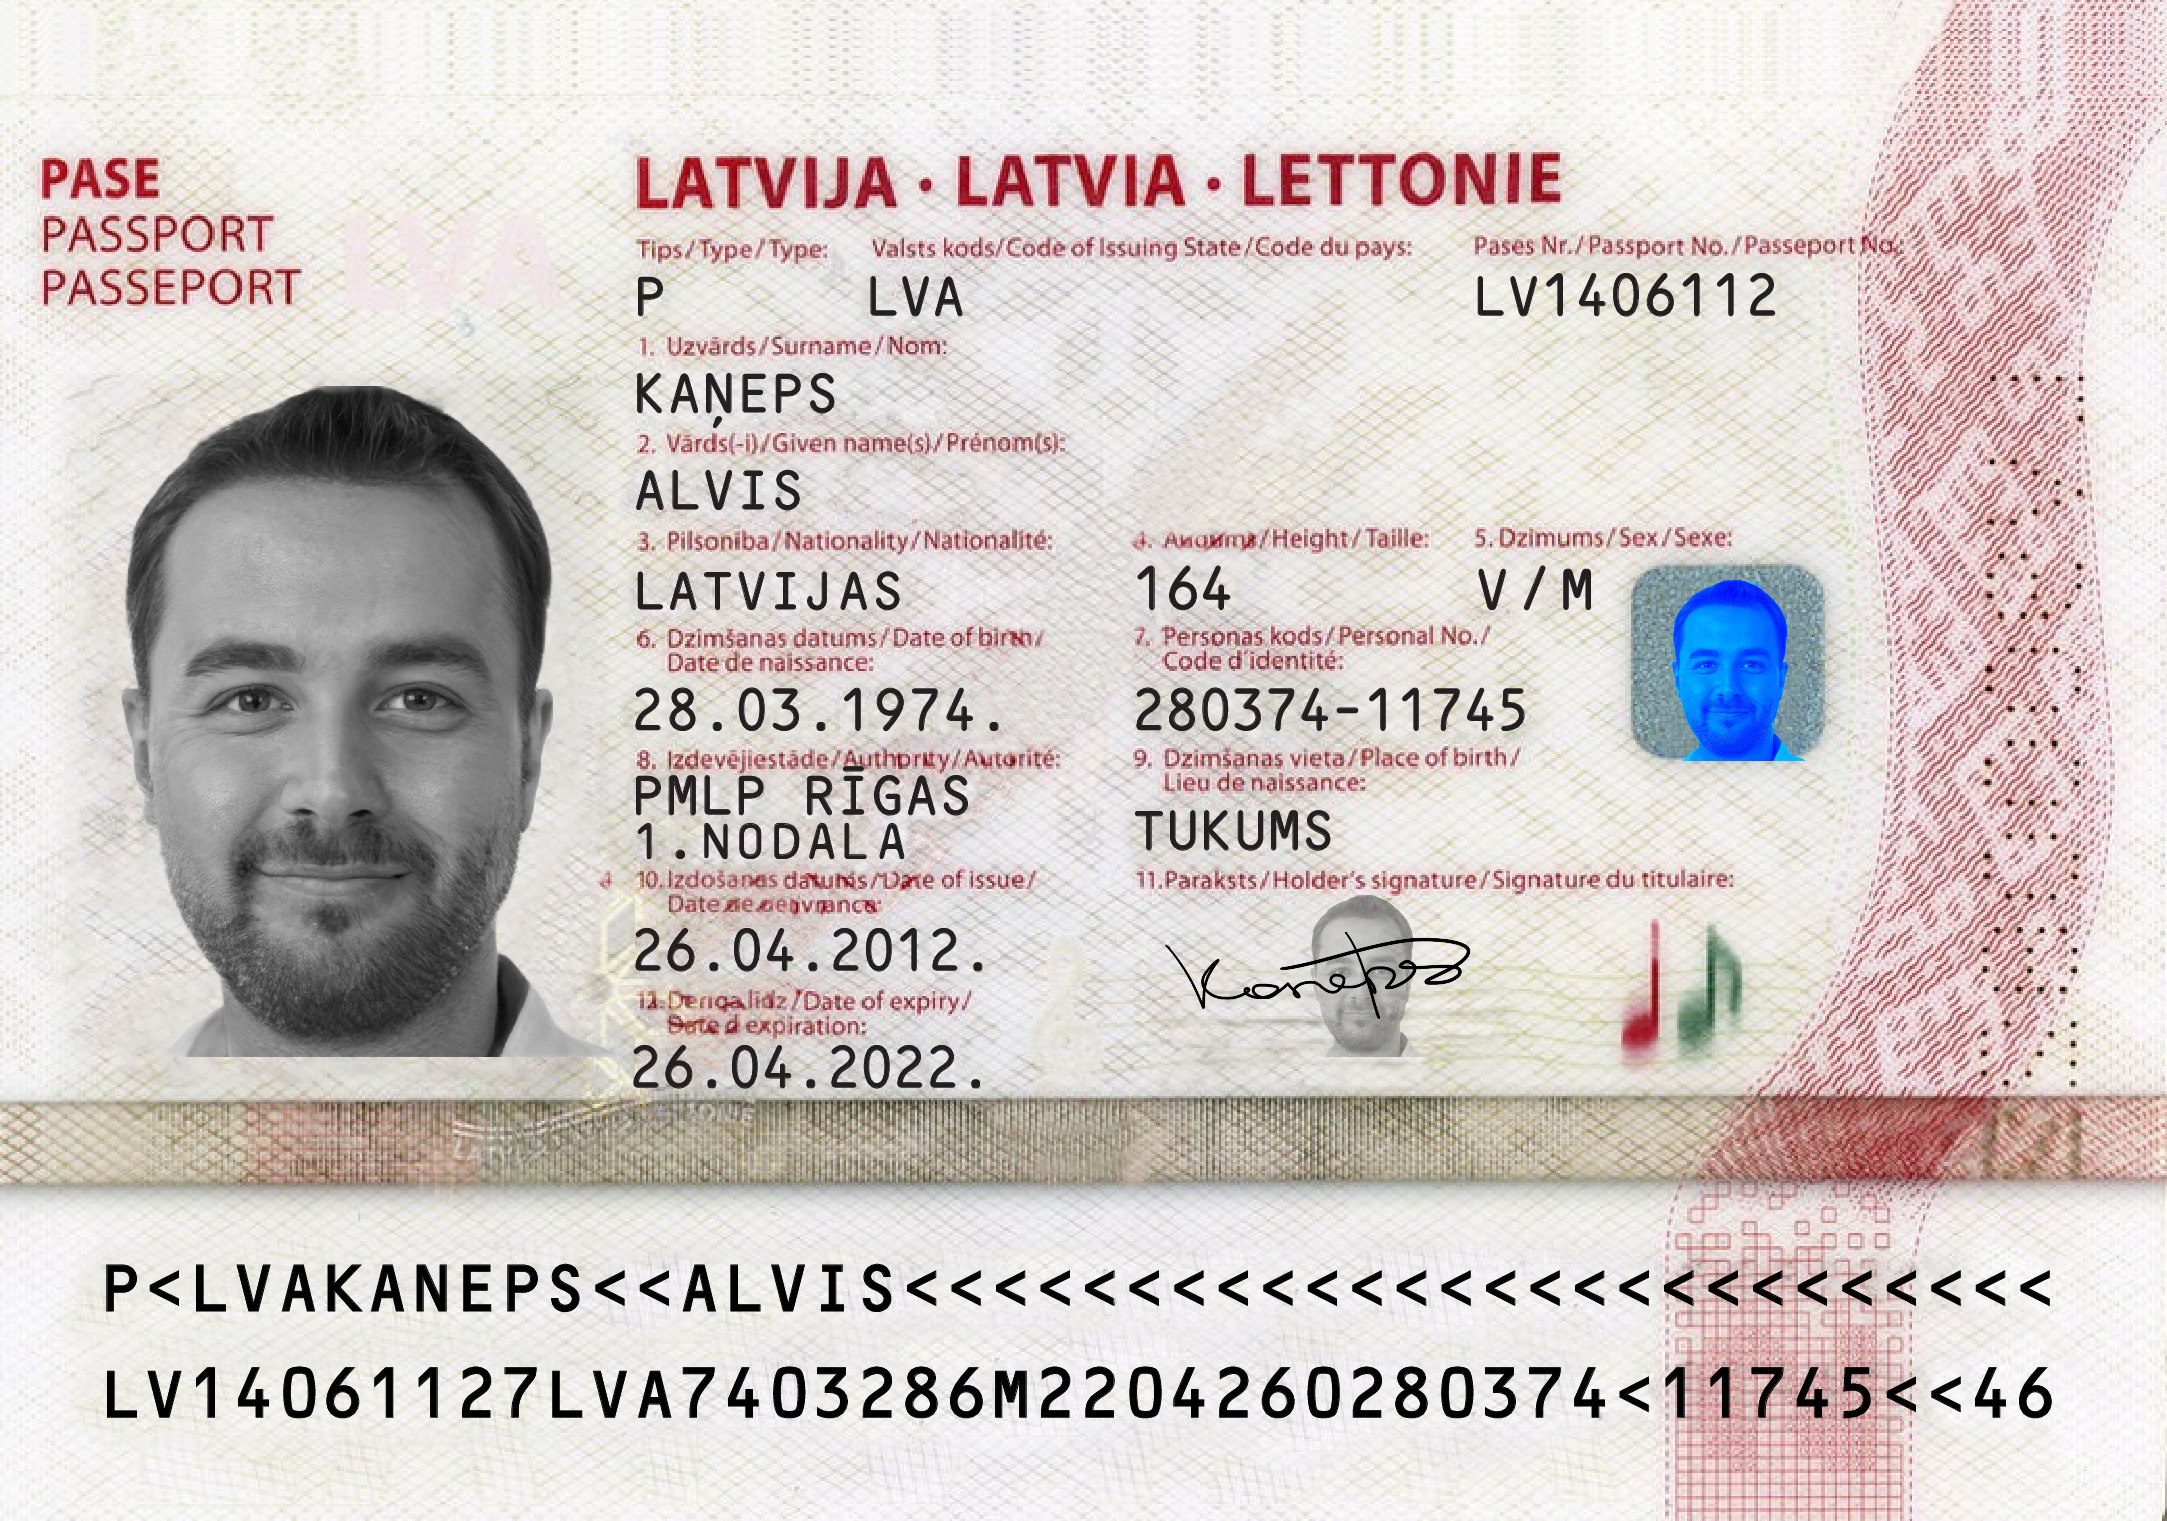 PASE
PASSPORT
PASSEPORT
LVA
LATVIJA · LATVIA · LETTONIE
Tips/Type/Type: Valsts kods/Code of Issuing State/Code du pays: Pases Nr./Passport No./Passeport No.:
P LVA LV1406112
1. Uzvārds/Surname/Nom:
KAŅEPS
2. Vārds(-i)/Given name(s)/Prénom(s):
ALVIS
3. Pilsonība/Nationality/Nationalité: 4. Augums/Height/Taille: 5. Dzimums/Sex/Sexe:
LATVIJAS 164 V/M
6. Dzimšanas datums/Date of birth/ 7. Personas kods/Personal No./
Date de naissance: Code d'identité:
28.03.1974. 280374-11745
8. Izdevējiestāde/Authority/Autorité: 9. Dzimšanas vieta/Place of birth/
Lieu de naissance:
PMLP RĪGAS
1.NODALA TUKUMS
10. Izdošanas datums/Date of issue/ 11. Paraksts/Holder's signature/Signature du titulaire:
Date de délivrance:
26.04.2012.
Kaņeps
12. Derīga līdz/Date of expiry/
Date d'expiration:
26.04.2022.
P<LVAKANEPS<<ALVIS<<<<<<<<<<<<<<<<<<<<<<<<<<
LV14061127LVA7403286M2204260280374<11745<<46